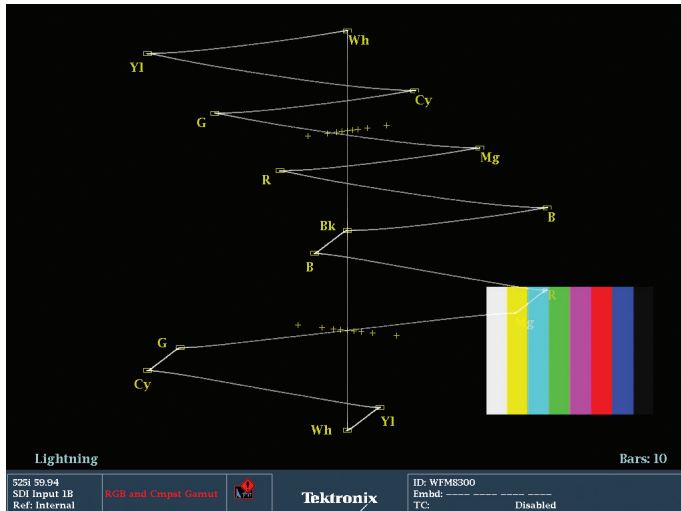 Wh
Yl
Cy
G
Mg
R
B
Bk
B
R
Mg
G
Cy
Yl
Wh
Lightning
Bars: 10
525i 59.94
SDI Input 1B
Ref: Internal
RGB and Cmpst Gamut
Tektronix
ID: WFM8300
Embd: ---- ---- ---- ----
TC: Disabled